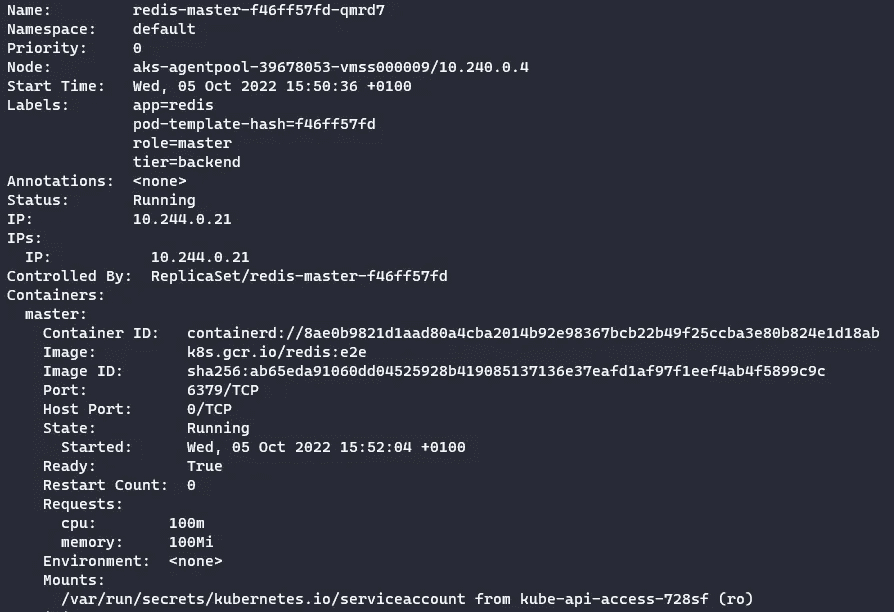 Name:         redis-master-f46ff57fd-qmrd7
Namespace:    default
Priority:     0
Node:         aks-agentpool-39678053-vmss000009/10.240.0.4
Start Time:   Wed, 05 Oct 2022 15:50:36 +0100
Labels:       app=redis
              pod-template-hash=f46ff57fd
              role=master
              tier=backend
Annotations:  <none>
Status:       Running
IP:           10.244.0.21
IPs:
  IP:           10.244.0.21
Controlled By:  ReplicaSet/redis-master-f46ff57fd
Containers:
  master:
    Container ID:   containerd://8ae0b9821d1aad80a4cba2014b92e98367bcb22b49f25ccba3e80b824e1d18ab
    Image:          k8s.gcr.io/redis:e2e
    Image ID:       sha256:ab65eda91060dd04525928b419085137136e37eafd1af97f1eef4ab4f5899c9c
    Port:           6379/TCP
    Host Port:      0/TCP
    State:          Running
      Started:      Wed, 05 Oct 2022 15:52:04 +0100
    Ready:          True
    Restart Count:  0
    Requests:
      cpu:        100m
      memory:     100Mi
    Environment:  <none>
    Mounts:
      /var/run/secrets/kubernetes.io/serviceaccount from kube-api-access-728sf (ro)